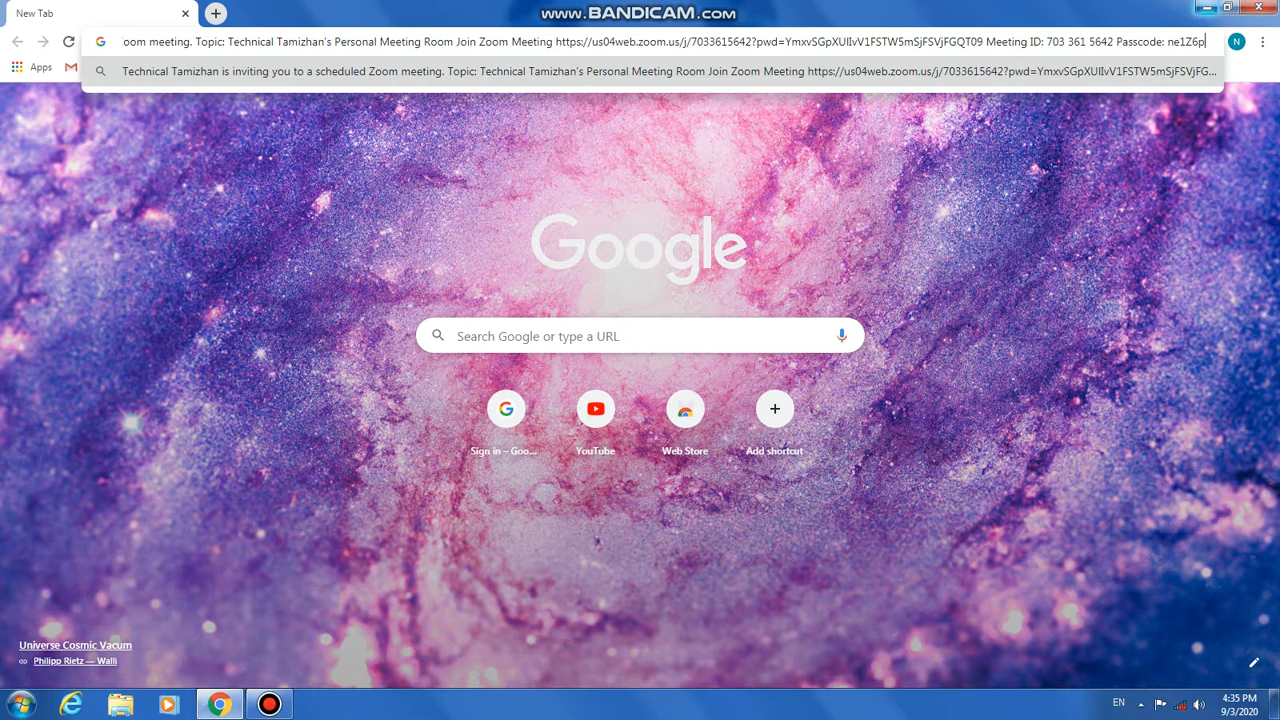 New Tab
www.BANDICAM.com
oom meeting. Topic: Technical Tamizhan's Personal Meeting Room Join Zoom Meeting https://us04web.zoom.us/j/7033615642?pwd=YmxvSGpXUllvV1FSTW5mSjFSVjFGQT09 Meeting ID: 703 361 5642 Passcode: ne1Z6p
N
Apps
Technical Tamizhan is inviting you to a scheduled Zoom meeting. Topic: Technical Tamizhan's Personal Meeting Room Join Zoom Meeting https://us04web.zoom.us/j/7033615642?pwd=YmxvSGpXUllvV1FSTW5mSjFSVjFG...
Google
Search Google or type a URL
Sign in – Goo... YouTube Web Store Add shortcut
Universe Cosmic Vacum
Philipp Rietz — Walli
EN
4:35 PM
9/3/2020